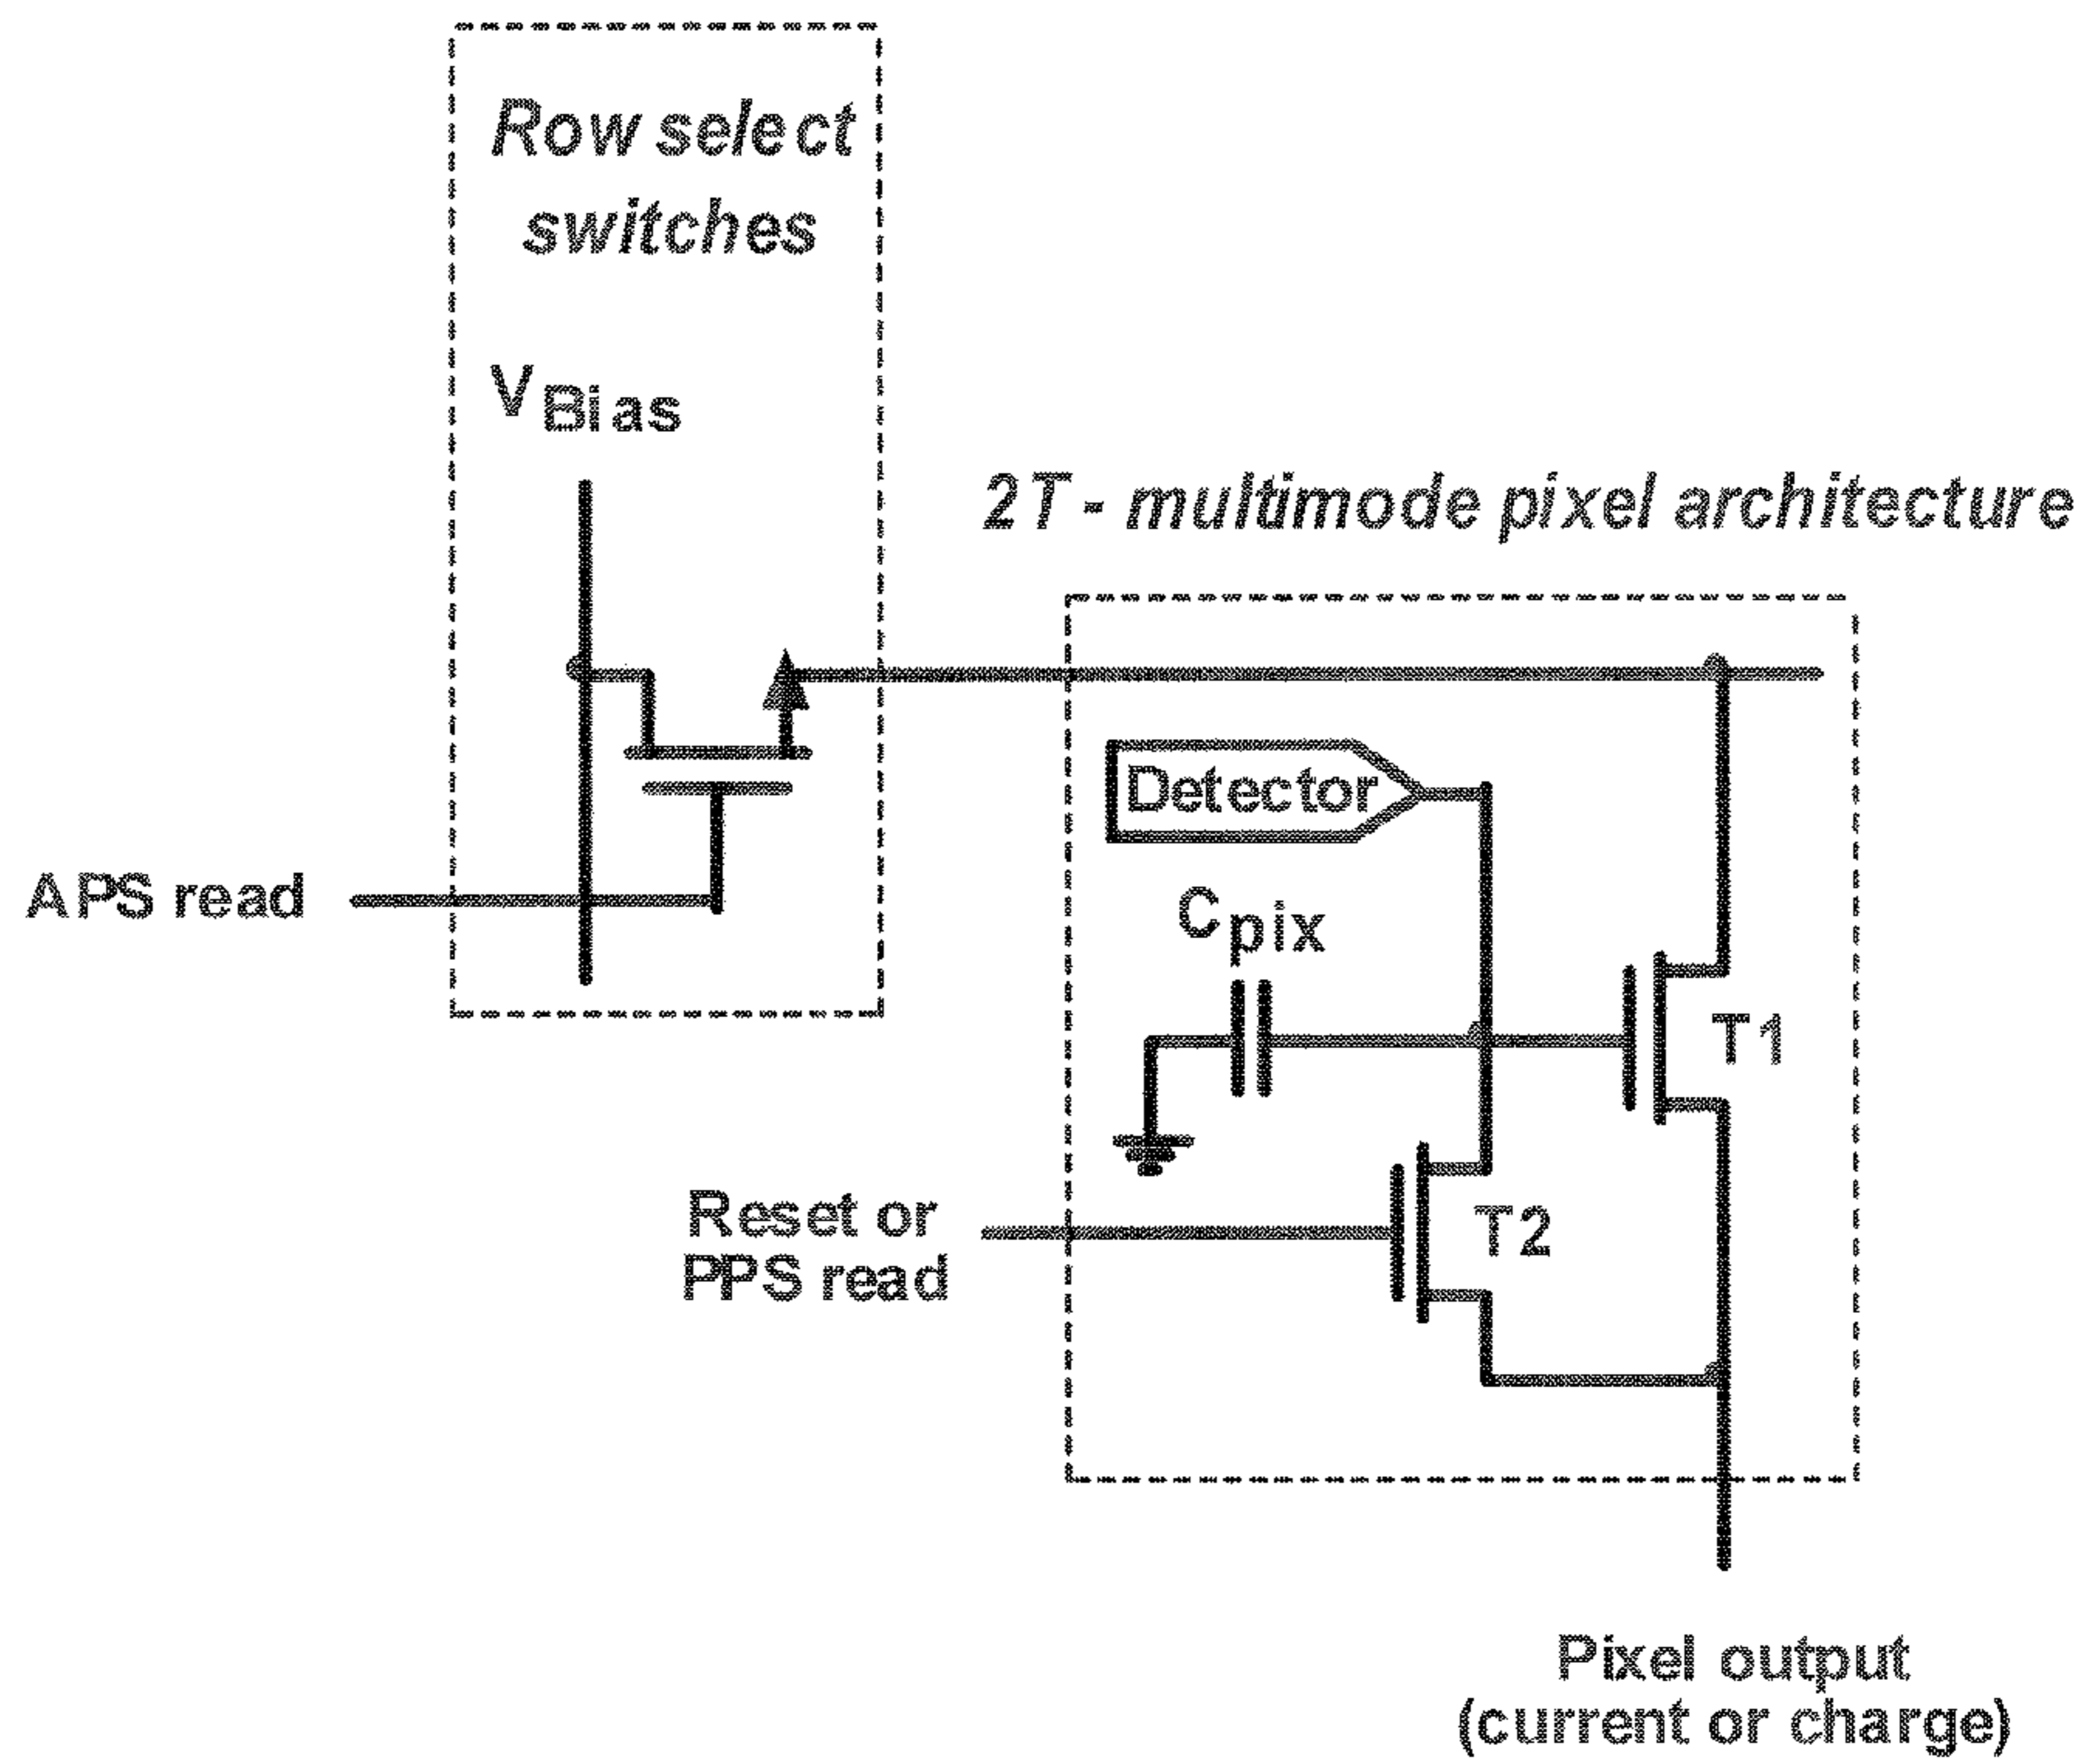 Row select
switches
VBias
2T - multimode pixel architecture
Detector
APS read
Cpix
T1
Reset or
PPS read
T2
Pixel output
(current or charge)